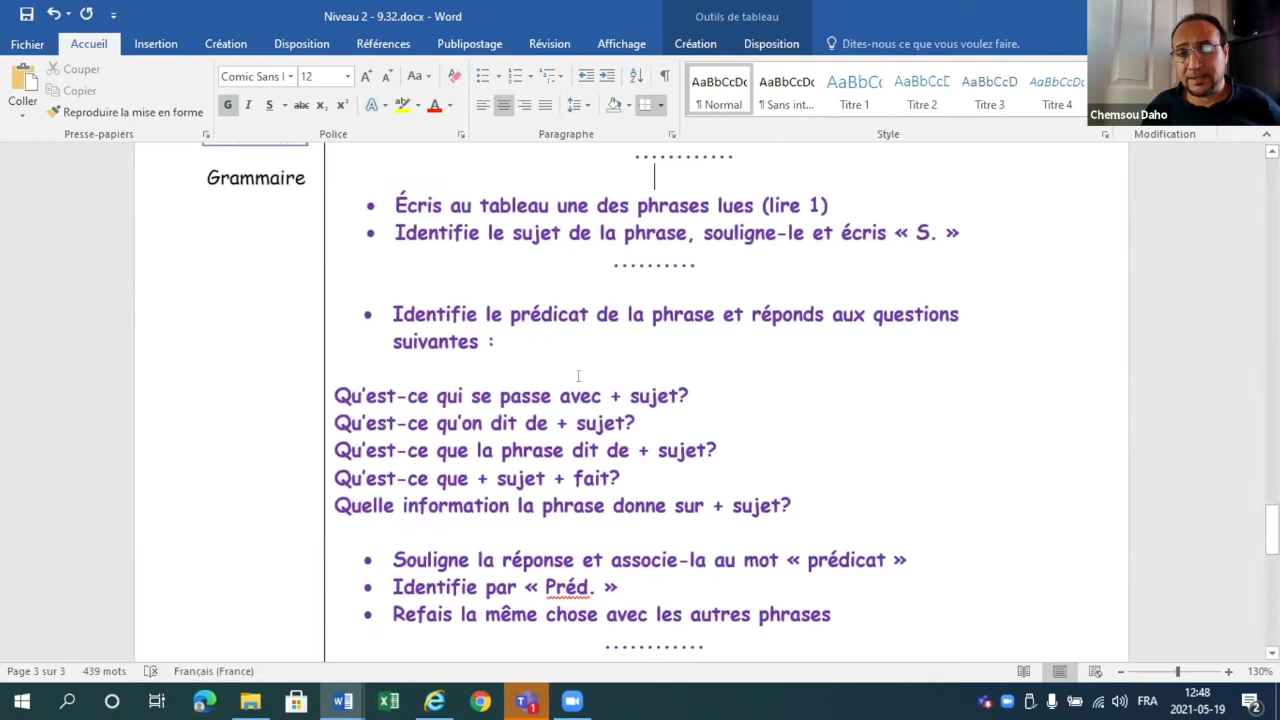 Niveau 2 - 9.32.docx - Word
Outils de tableau
Fichier
Accueil
Insertion
Création
Disposition
Références
Publipostage
Révision
Affichage
Création
Disposition
Dites-nous ce que vous voulez faire.
Coller
Couper
Copier
Reproduire la mise en forme
Presse-papiers
Comic Sans
12
Aa
G I S abc x₂ x²
Police
Paragraphe
AaBbCcDc
¶ Normal
AaBbCcDc
¶ Sans int...
AaBbC(
Titre 1
AaBbCcE
Titre 2
AaBbCcD
Titre 3
AaBbCcDc
Titre 4
Style
Modification
Chemsou Daho
Grammaire
............
• Écris au tableau une des phrases lues (lire 1)
• Identifie le sujet de la phrase, souligne-le et écris « S. »
..........
• Identifie le prédicat de la phrase et réponds aux questions
suivantes :
Qu'est-ce qui se passe avec + sujet?
Qu'est-ce qu'on dit de + sujet?
Qu'est-ce que la phrase dit de + sujet?
Qu'est-ce que + sujet + fait?
Quelle information la phrase donne sur + sujet?
• Souligne la réponse et associe-la au mot « prédicat »
• Identifie par « Préd. »
• Refais la même chose avec les autres phrases
............
Page 3 sur 3
439 mots
Français (France)
130%
1
FRA
12:48
2021-05-19
2